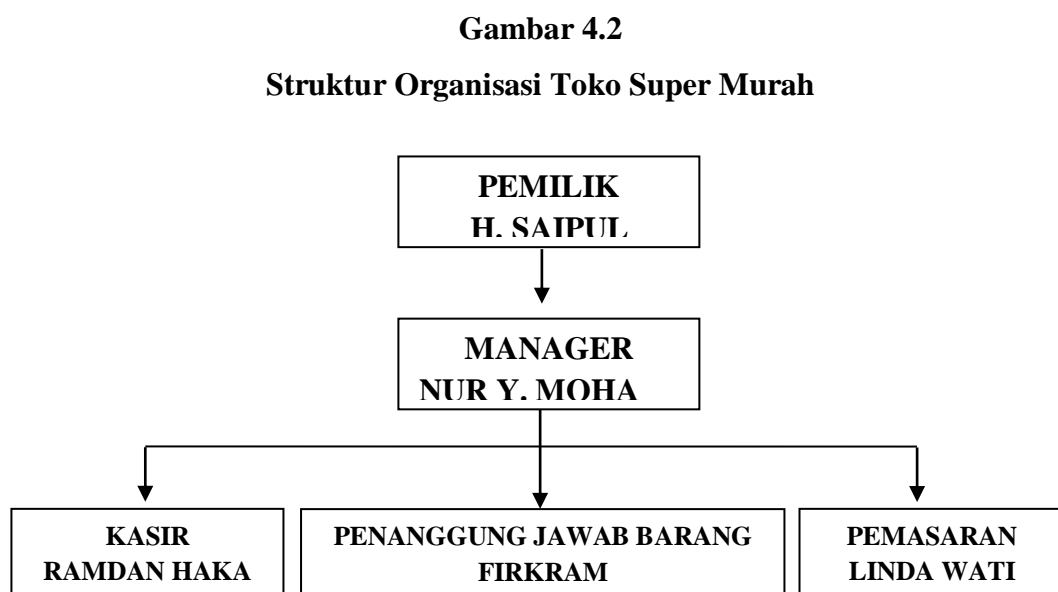 Gambar 4.2
Struktur Organisasi Toko Super Murah
PEMILIK
H. SAIPUL
MANAGER
NUR Y. MOHA
KASIR
RAMDAN HAKA
PENANGGUNG JAWAB BARANG
FIRKRAM
PEMASARAN
LINDA WATI